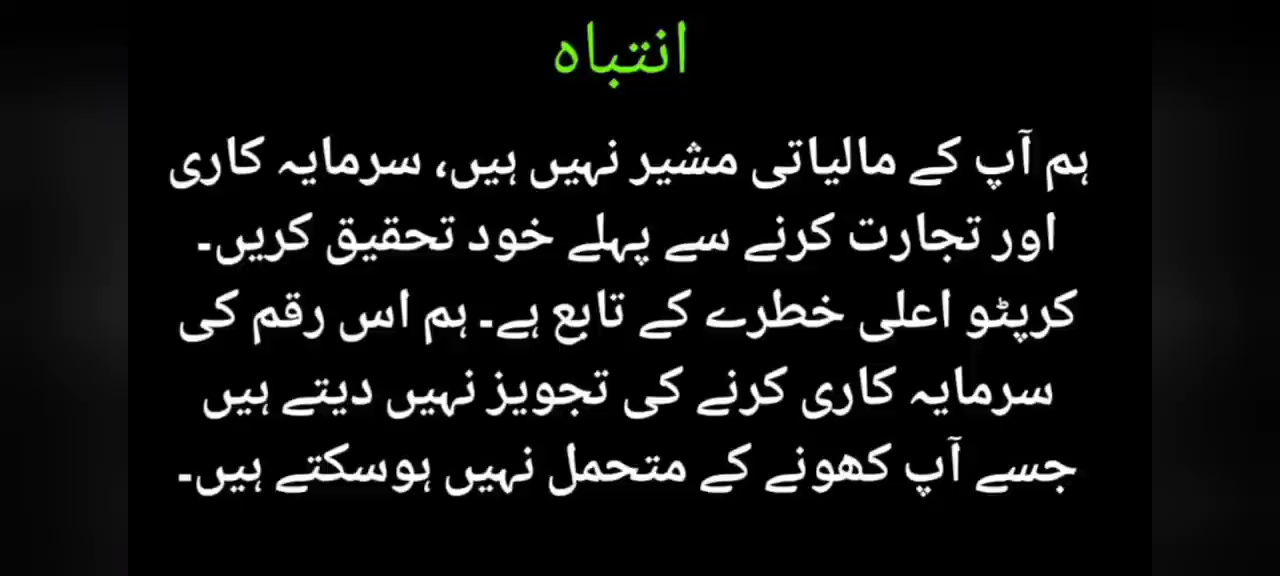 انتباہ
ہم آپ کے مالیاتی مشیر نہیں ہیں، سرمایہ کاری
اور تجارت کرنے سے پہلے خود تحقیق کریں۔
کرپٹو اعلی خطرے کے تابع ہے۔ ہم اس رقم کی
سرمایہ کاری کرنے کی تجویز نہیں دیتے ہیں
جسے آپ کھونے کے متحمل نہیں ہوسکتے ہیں۔